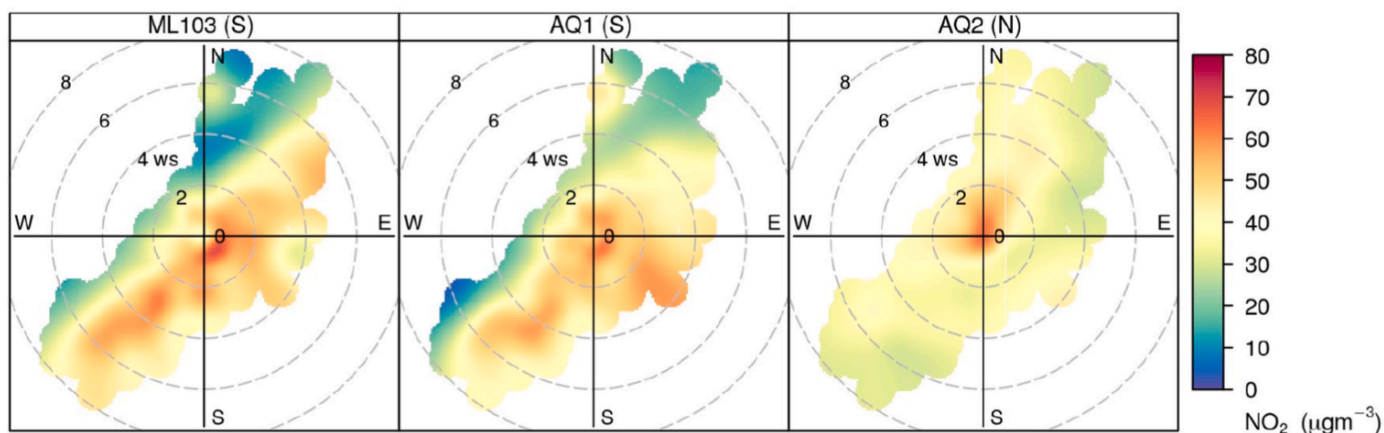 ML103 (S) AQ1 (S) AQ2 (N)
N N N
8 8 8
6 6 6
4 ws 4 ws 4 ws
2 2 2
W E W E W E
0 0 0
S S S
80
70
60
50
40
30
20
10
0
NO₂ (μgm⁻³)